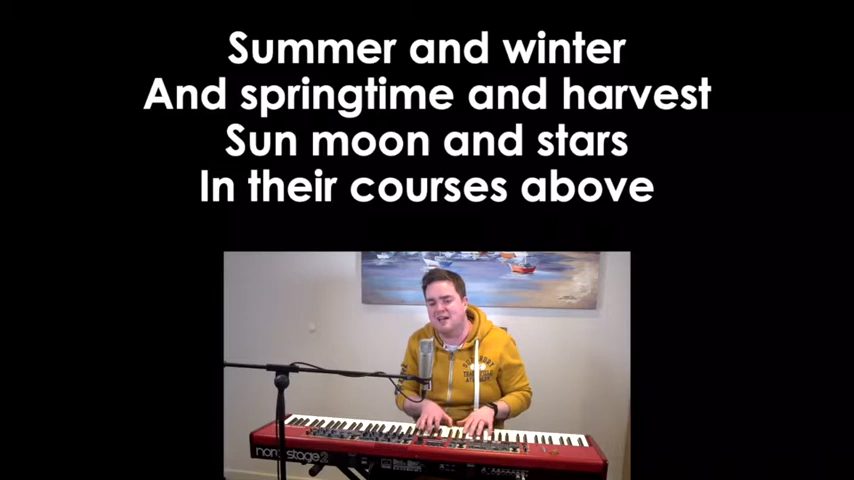 Summer and winter
And springtime and harvest
Sun moon and stars
In their courses above
nord stage 2